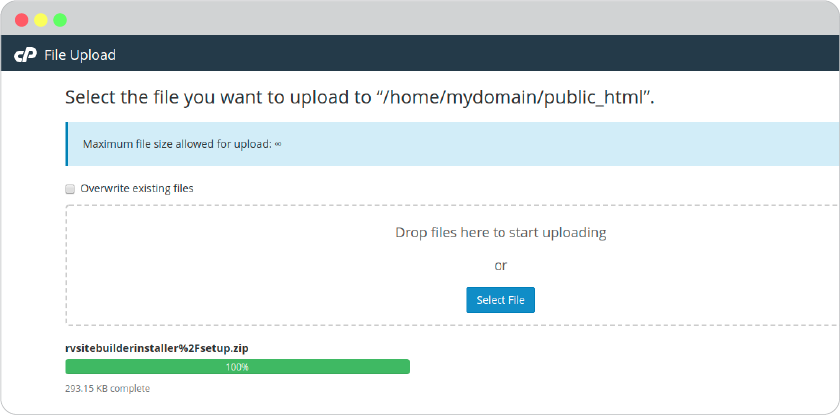 cP File Upload
Select the file you want to upload to “/home/mydomain/public_html”.
Maximum file size allowed for upload: ∞
Overwrite existing files
Drop files here to start uploading
or
Select File
rvsitebuilderinstaller%2Fsetup.zip
100%
293.15 KB complete